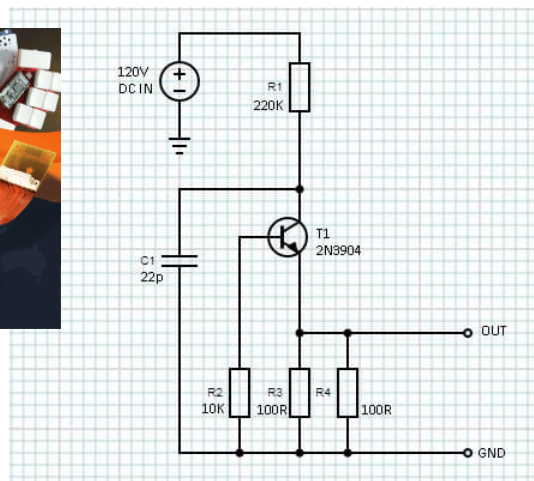 120V
DC IN
R1
220K
T1
2N3904
C1
22p
OUT
R2
10K
R3
100R
R4
100R
GND